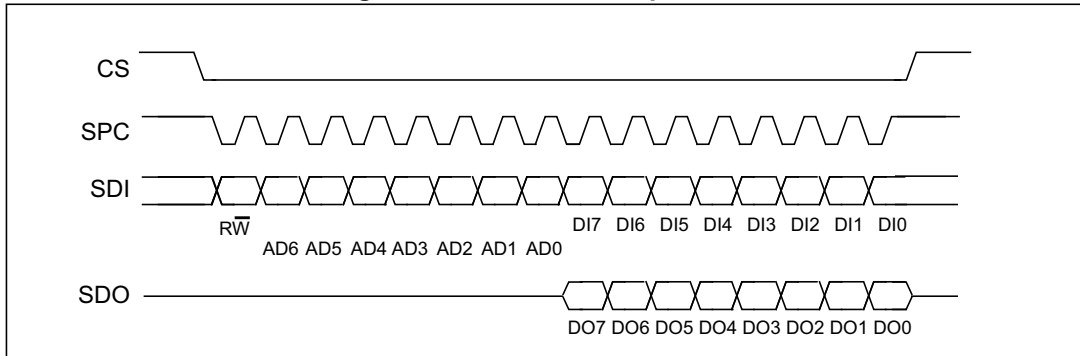 CS
SPC
SDI
RW̅
DI7 DI6 DI5 DI4 DI3 DI2 DI1 DI0
AD6 AD5 AD4 AD3 AD2 AD1 AD0
SDO
DO7 DO6 DO5 DO4 DO3 DO2 DO1 DO0